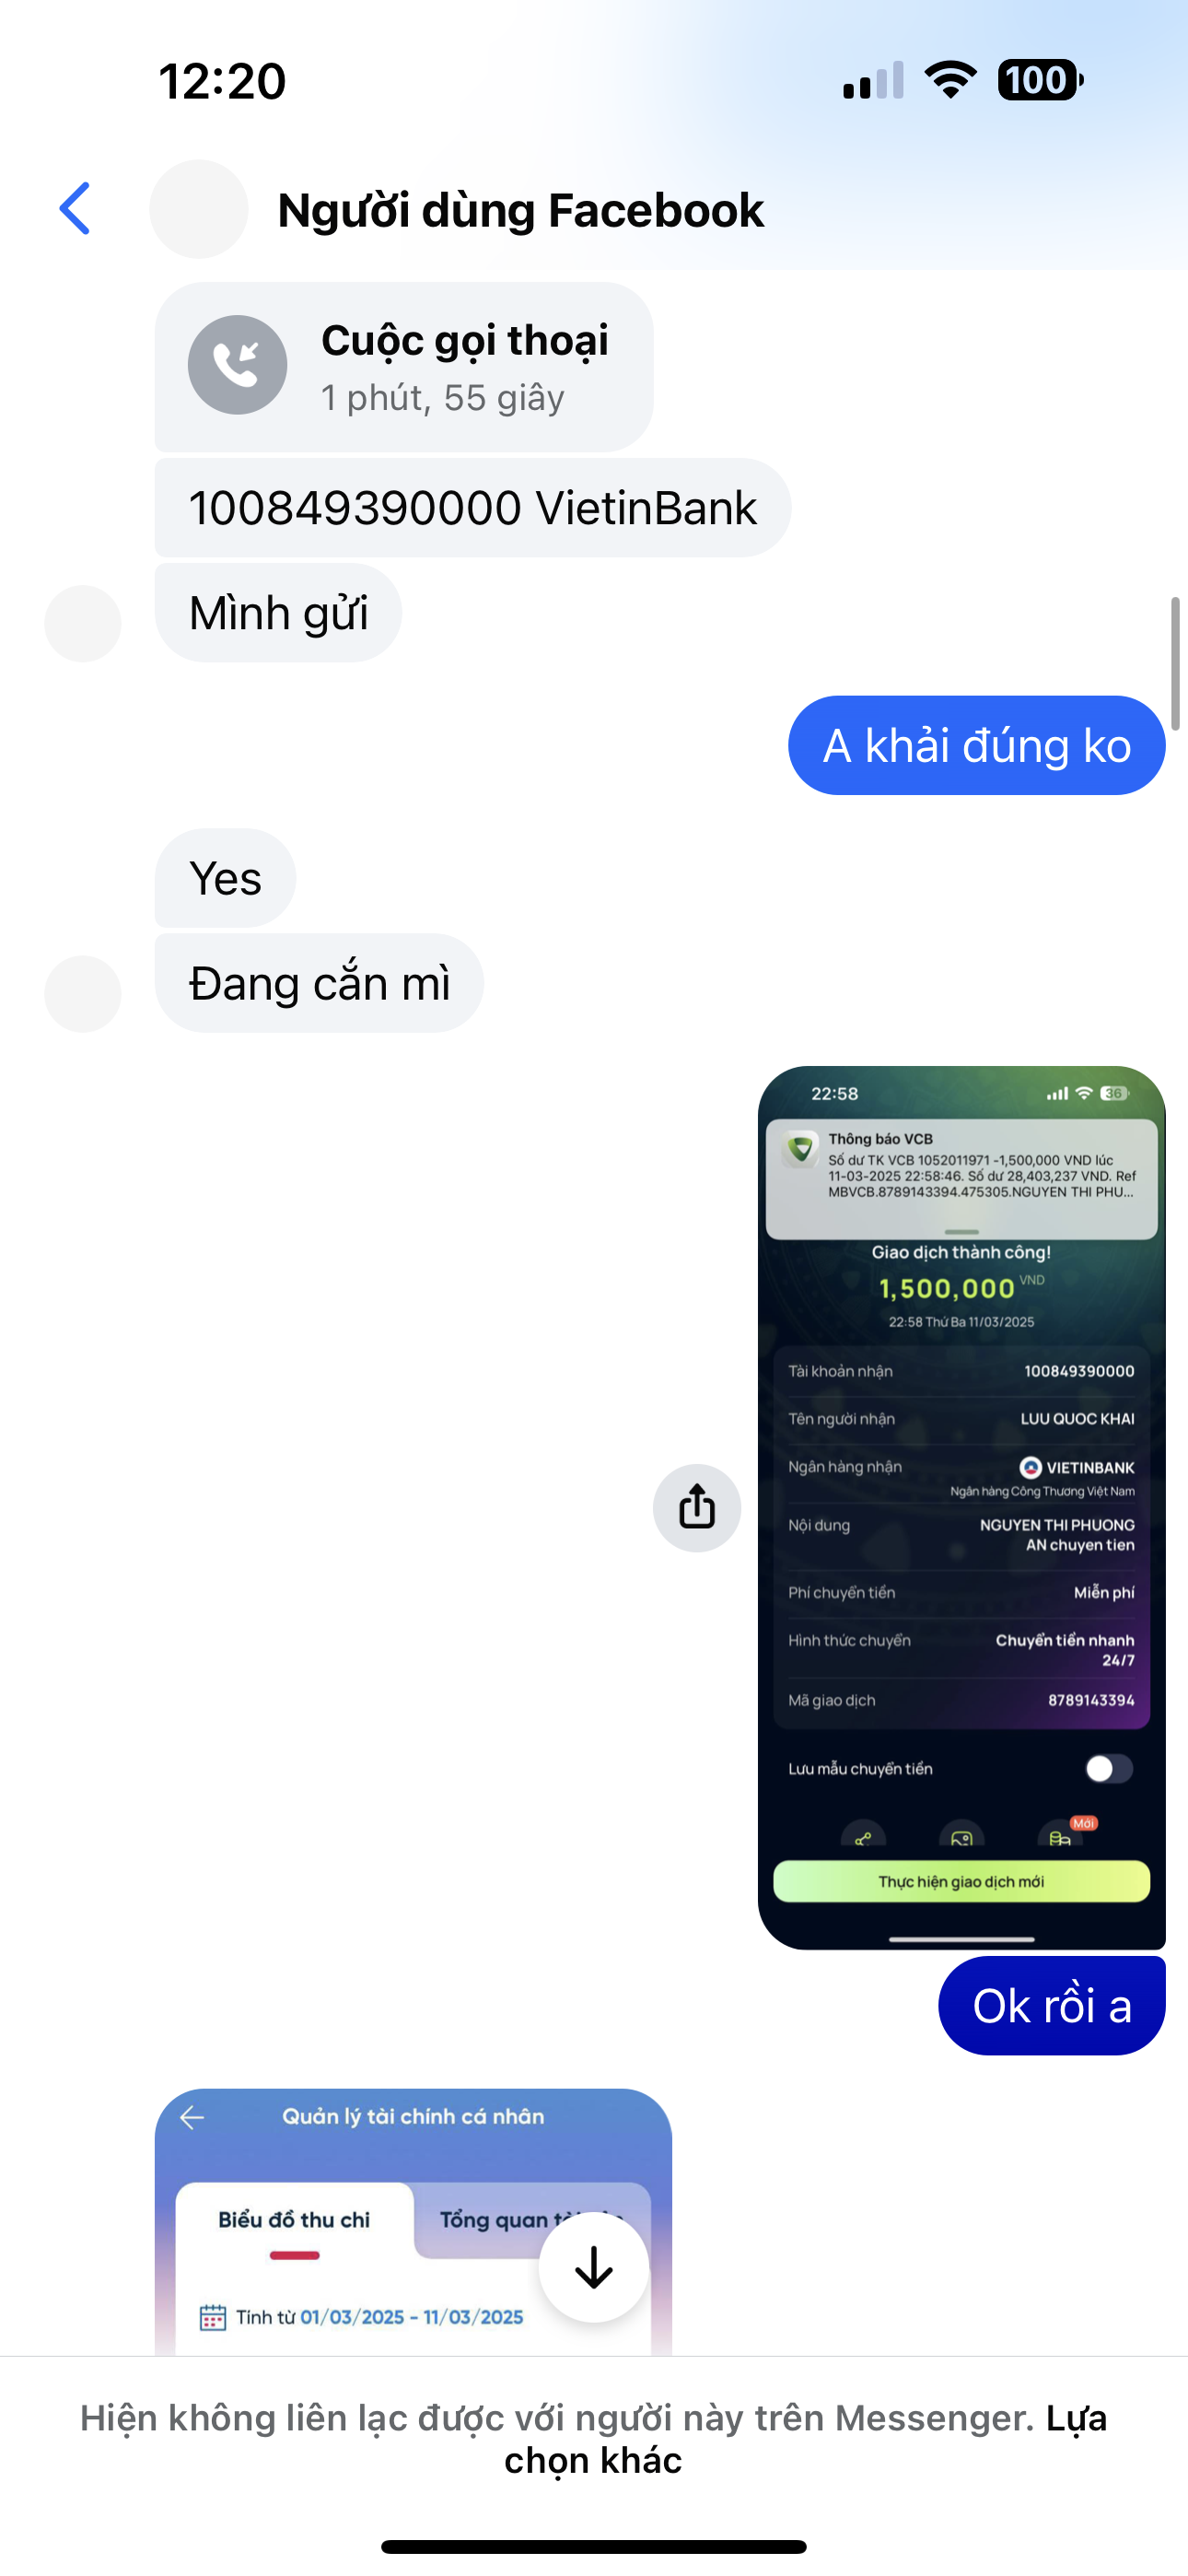 12:20
100
Người dùng Facebook
Cuộc gọi thoại
1 phút, 55 giây
100849390000 VietinBank
Mình gửi
A khải đúng ko
Yes
Đang cắn mì
22:58
36
Thông báo VCB
Số dư TK VCB 1052011971 -1,500,000 VND lúc
11-03-2025 22:58:46. Số dư 28,403,237 VND. Ref
MBVCB.8789143394.475305.NGUYEN THI PHU...
Giao dịch thành công!
1,500,000 VND
22:58 Thứ Ba 11/03/2025
Tài khoản nhận 100849390000
Tên người nhận LUU QUOC KHAI
Ngân hàng nhận VIETINBANK
Ngân hàng Công Thương Việt Nam
Nội dung NGUYEN THI PHUONG
AN chuyen tien
Phí chuyển tiền Miễn phí
Hình thức chuyển Chuyển tiền nhanh
24/7
Mã giao dịch 8789143394
Lưu mẫu chuyển tiền
Mới
Thực hiện giao dịch mới
Ok rồi a
Quản lý tài chính cá nhân
Biểu đồ thu chi Tổng quan
Tính từ 01/03/2025 - 11/03/2025
Hiện không liên lạc được với người này trên Messenger. Lựa
chọn khác